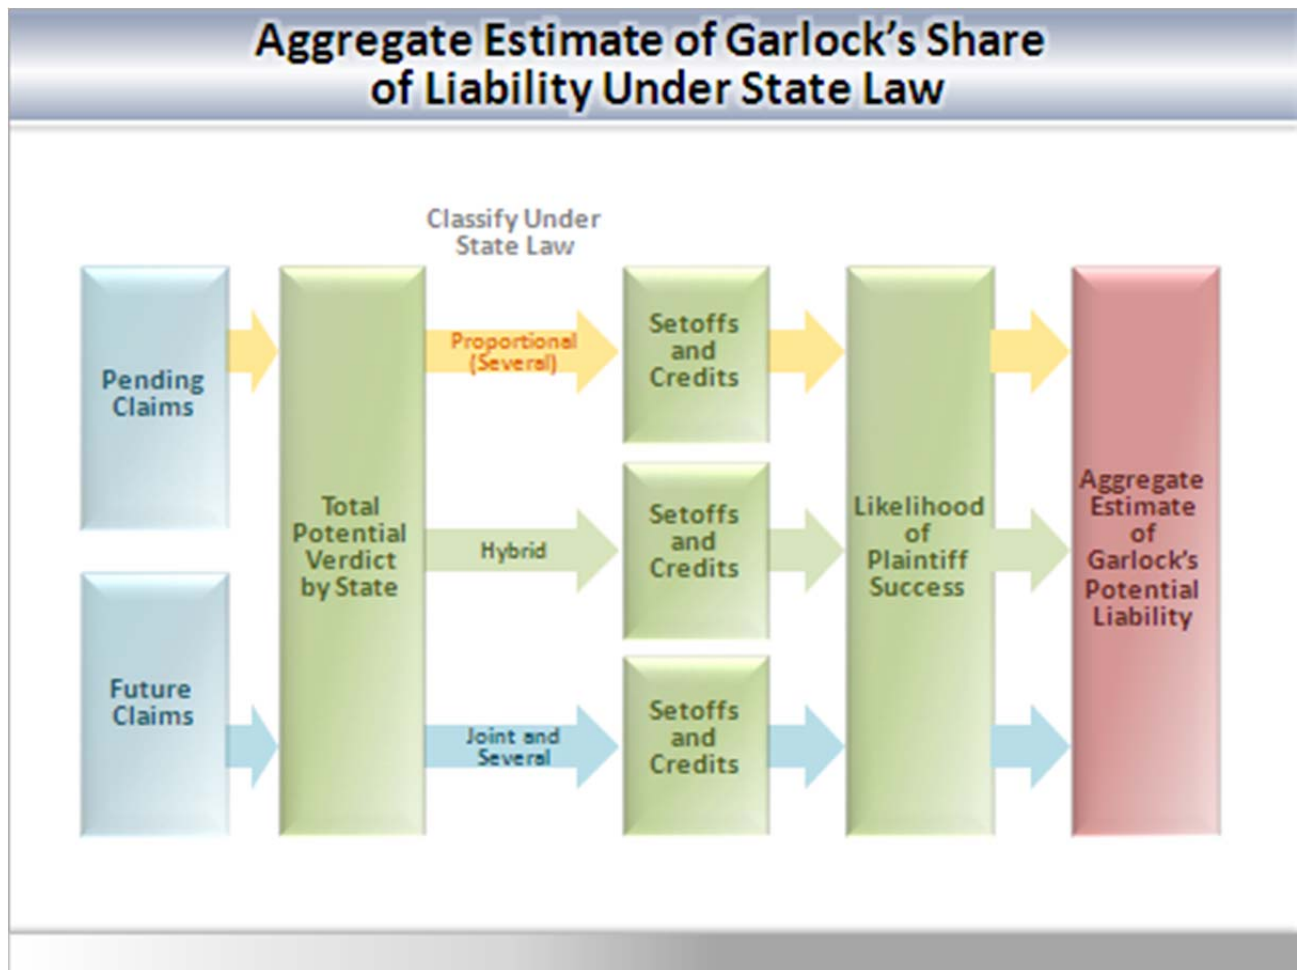 Aggregate Estimate of Garlock's Share
of Liability Under State Law
Classify Under
State Law
Pending
Claims
Future
Claims
Total
Potential
Verdict
by State
Proportional
(Several)
Hybrid
Joint and
Several
Setoffs
and
Credits
Setoffs
and
Credits
Setoffs
and
Credits
Likelihood
of
Plaintiff
Success
Aggregate
Estimate
of
Garlock's
Potential
Liability